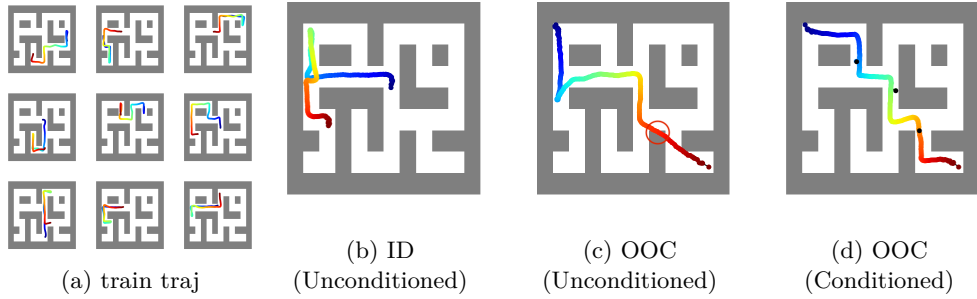 (a) train traj
(b) ID
(Unconditioned)
(c) OOC
(Unconditioned)
(d) OOC
(Conditioned)